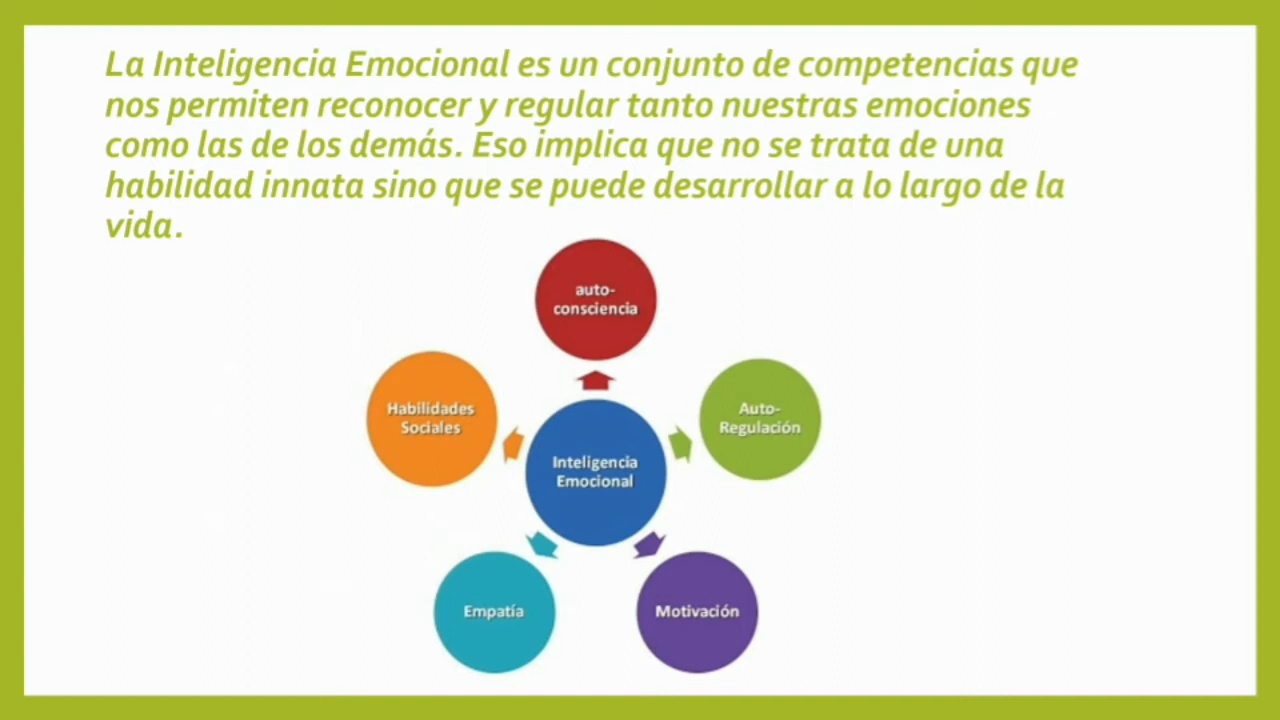 La Inteligencia Emocional es un conjunto de competencias que
nos permiten reconocer y regular tanto nuestras emociones
como las de los demás. Eso implica que no se trata de una
habilidad innata sino que se puede desarrollar a lo largo de la
vida.
auto-
consciencia
Habilidades
Sociales
Auto-
Regulación
Inteligencia
Emocional
Empatía
Motivación